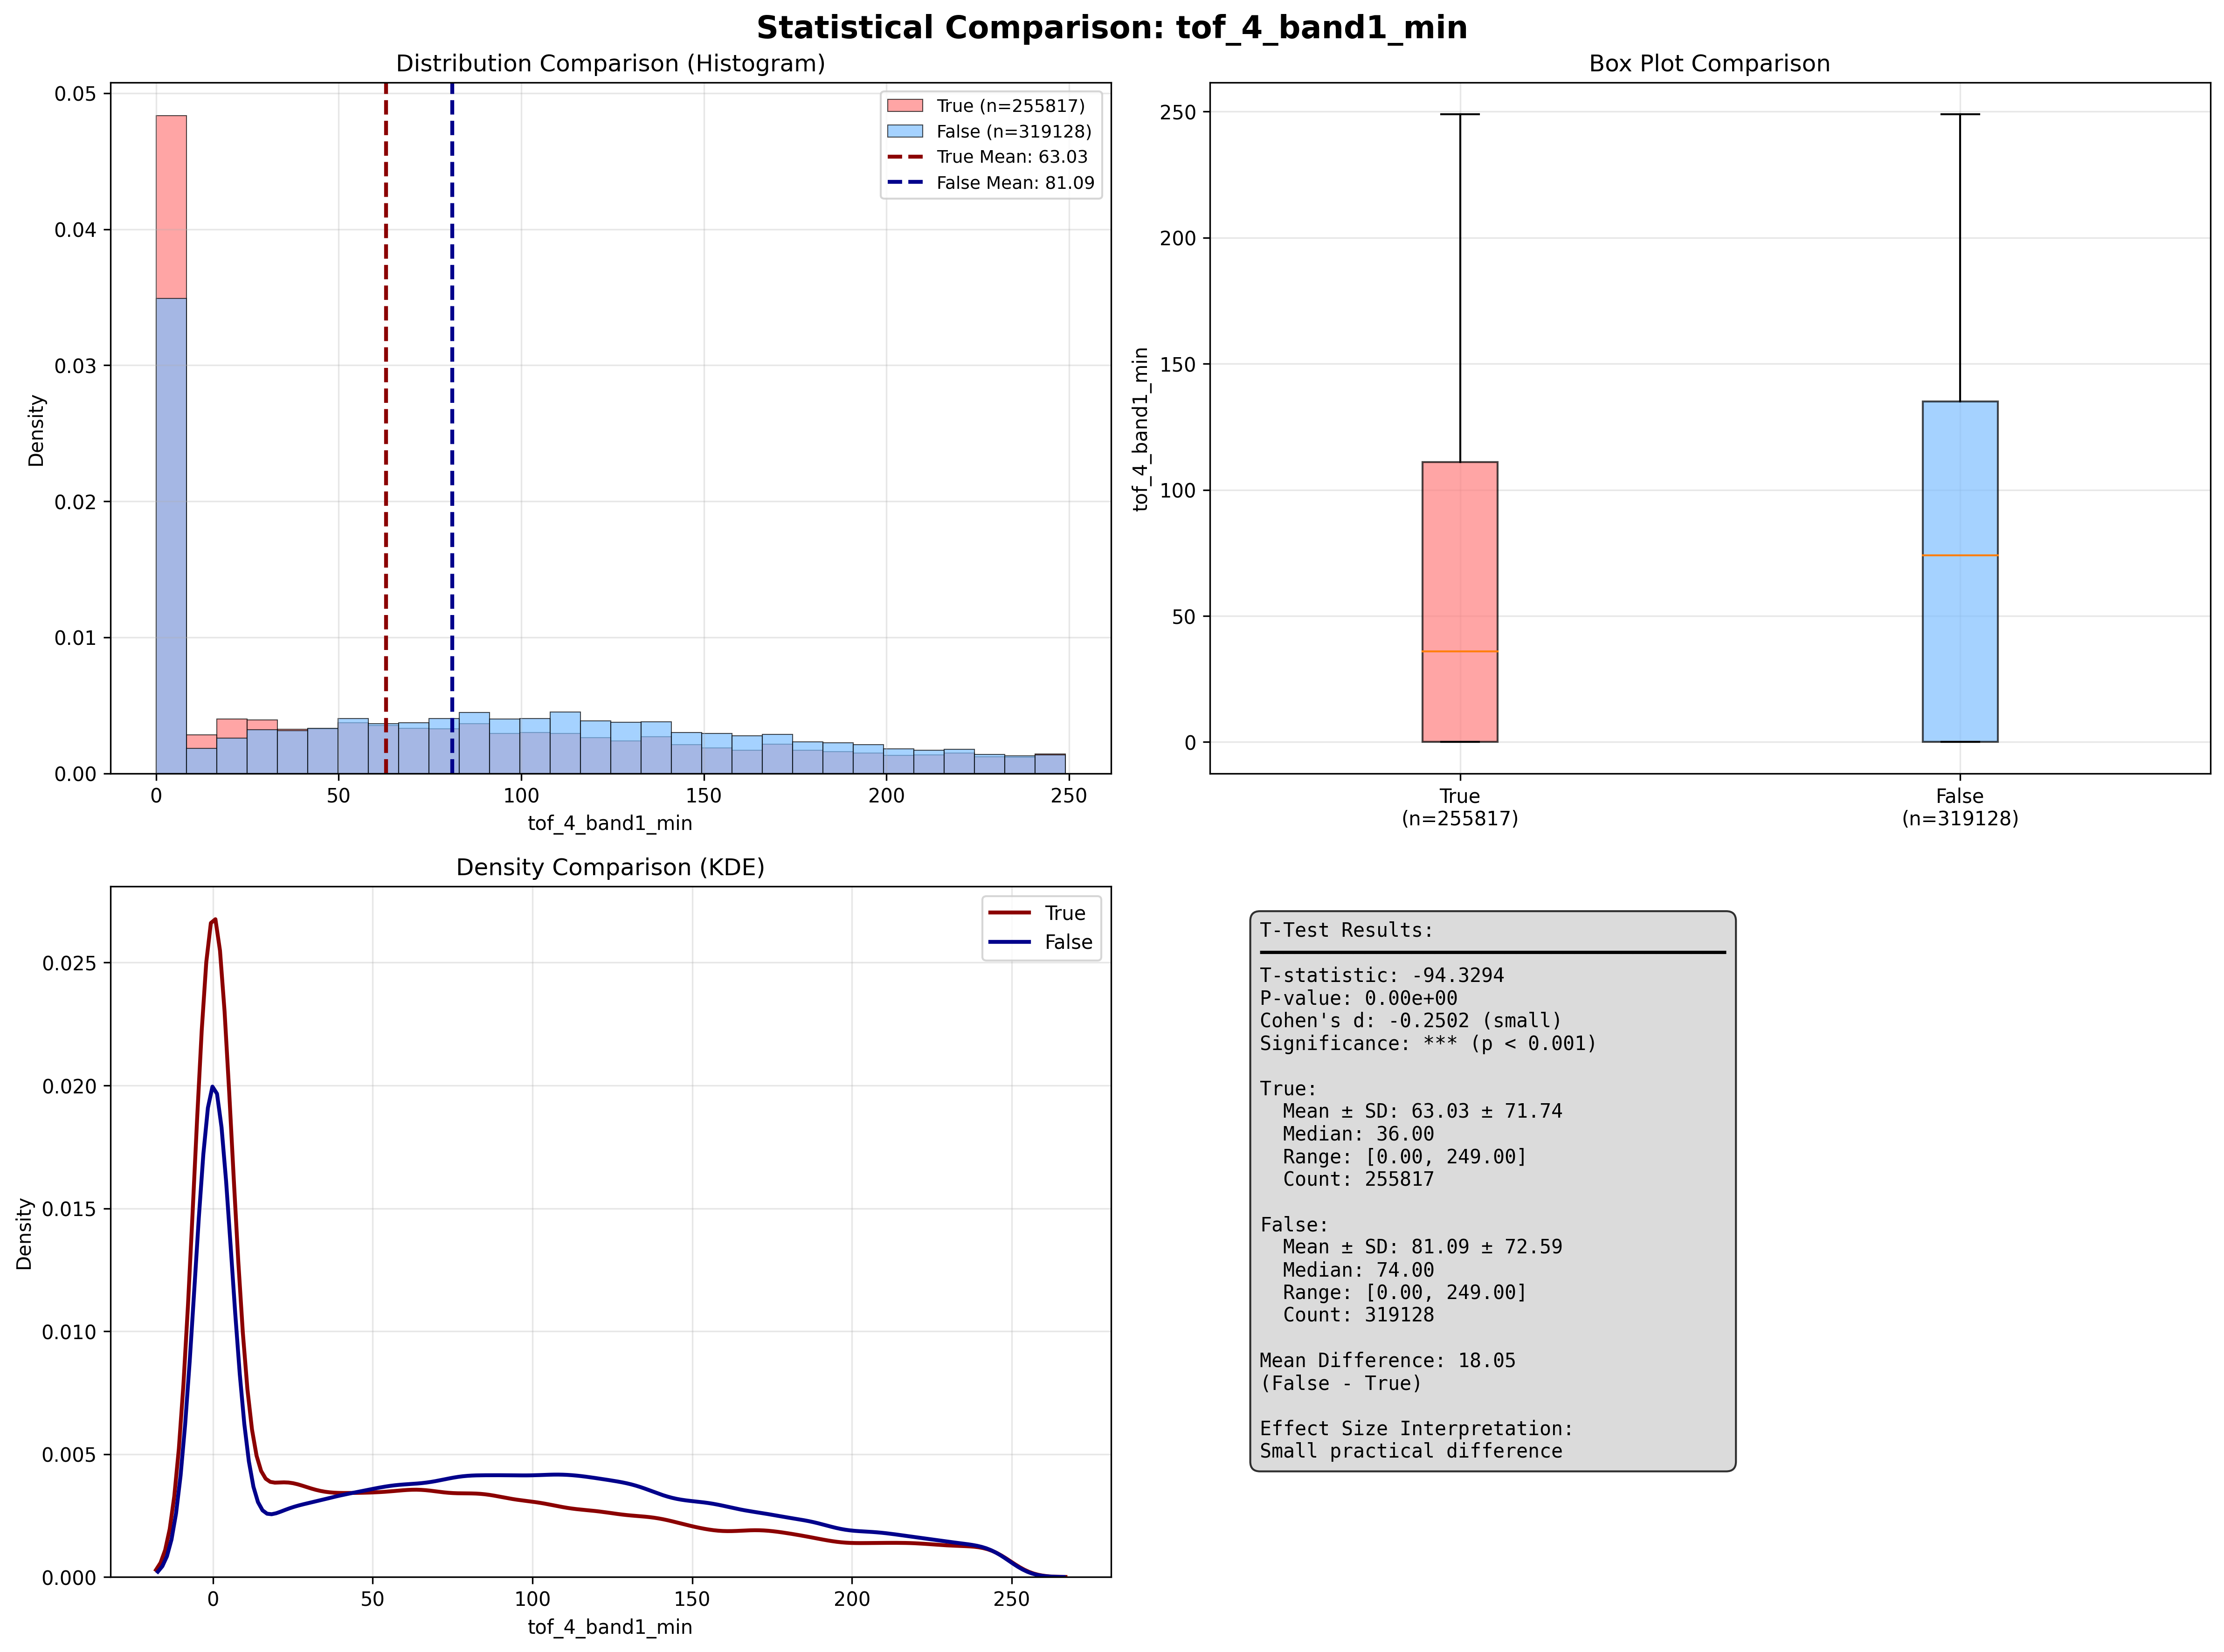 Statistical Comparison: tof_4_band1_min
Distribution Comparison (Histogram)
0.05
0.04
0.03
0.02
0.01
0.00
Density
True (n=255817)
False (n=319128)
True Mean: 63.03
False Mean: 81.09
0
50
100
150
200
250
tof_4_band1_min
Box Plot Comparison
250
200
150
100
50
0
tof_4_band1_min
True
(n=255817)
False
(n=319128)
Density Comparison (KDE)
0.025
0.020
0.015
0.010
0.005
0.000
Density
True
False
0
50
100
150
200
250
tof_4_band1_min
T-Test Results:
T-statistic: -94.3294
P-value: 0.00e+00
Cohen's d: -0.2502 (small)
Significance: *** (p < 0.001)
True:
Mean ± SD: 63.03 ± 71.74
Median: 36.00
Range: [0.00, 249.00]
Count: 255817
False:
Mean ± SD: 81.09 ± 72.59
Median: 74.00
Range: [0.00, 249.00]
Count: 319128
Mean Difference: 18.05
(False - True)
Effect Size Interpretation:
Small practical difference